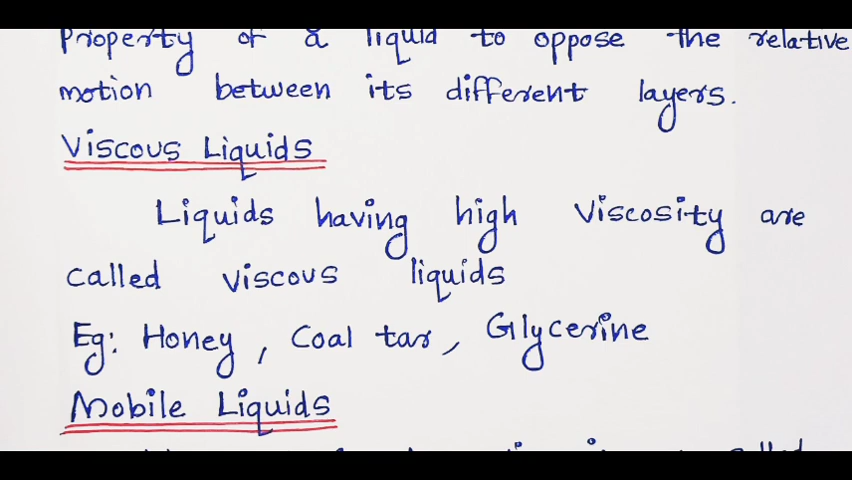 Property of a liquid to oppose the relative
motion between its different layers.
Viscous Liquids
Liquids having high viscosity are
called viscous liquids
Eg: Honey, Coal tar, Glycerine
Mobile Liquids
called